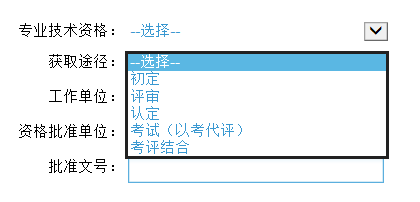 专业技术资格： --选择--
获取途径： --选择--
初定
工作单位： 评审
认定
资格批准单位： 考试（以考代评）
考评结合
批准文号：